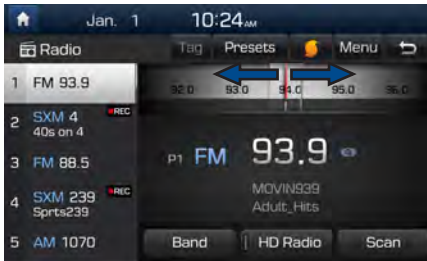 Jan. 1 10:24 AM
Radio Tag Presets Menu
1 FM 93.9
2 SXM 4 REC
40s on 4
3 FM 88.5
4 SXM 239 REC
Sprts239
5 AM 1070
92.0 93.0 94.0 95.0 96.0
P1 FM 93.9
MOVIN939
Adult_Hits
Band HD Radio Scan